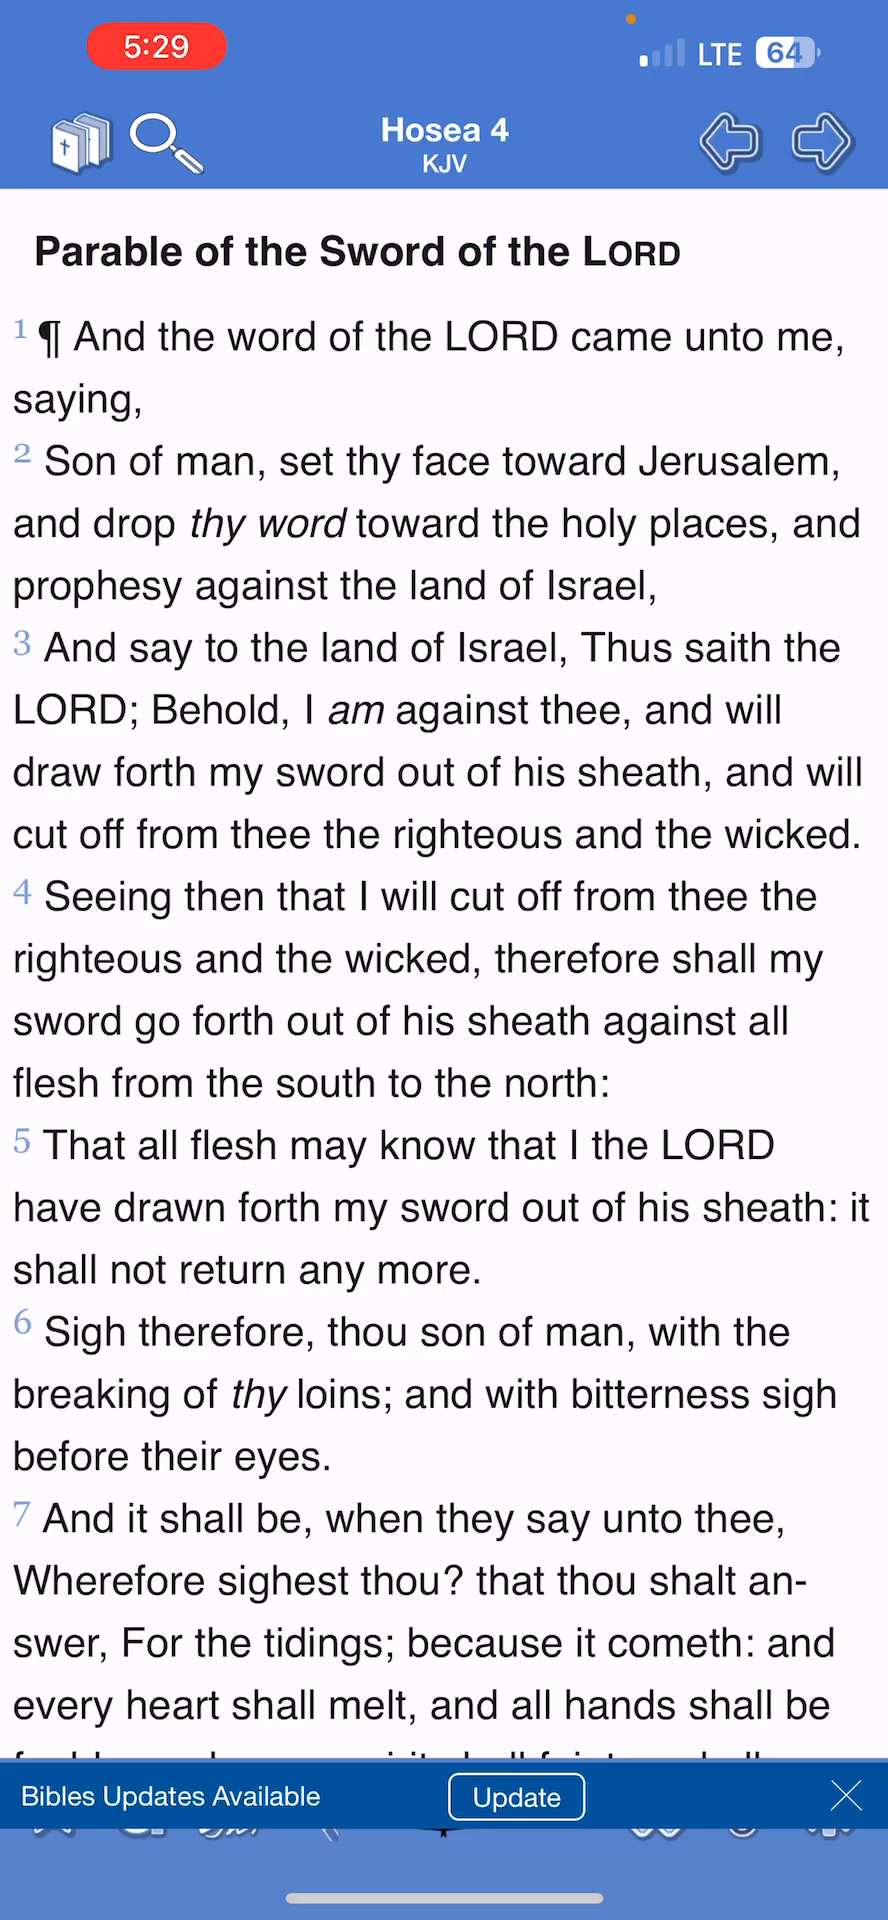 5:29
LTE 64
Hosea 4
KJV
Parable of the Sword of the LORD
1 ¶ And the word of the LORD came unto me,
saying,
2 Son of man, set thy face toward Jerusalem,
and drop thy word toward the holy places, and
prophesy against the land of Israel,
3 And say to the land of Israel, Thus saith the
LORD; Behold, I am against thee, and will
draw forth my sword out of his sheath, and will
cut off from thee the righteous and the wicked.
4 Seeing then that I will cut off from thee the
righteous and the wicked, therefore shall my
sword go forth out of his sheath against all
flesh from the south to the north:
5 That all flesh may know that I the LORD
have drawn forth my sword out of his sheath: it
shall not return any more.
6 Sigh therefore, thou son of man, with the
breaking of thy loins; and with bitterness sigh
before their eyes.
7 And it shall be, when they say unto thee,
Wherefore sighest thou? that thou shalt an-
swer, For the tidings; because it cometh: and
every heart shall melt, and all hands shall be
Bibles Updates Available
Update